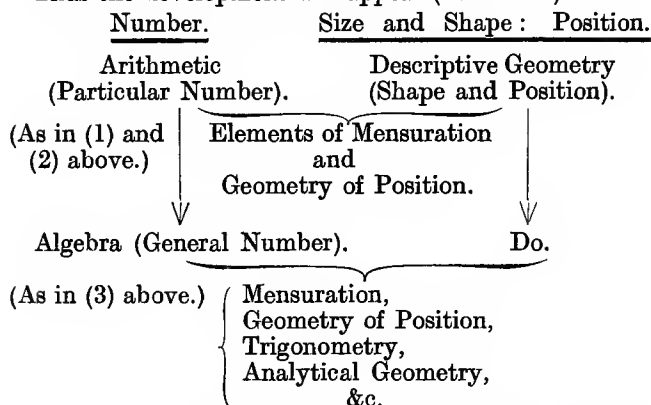 Number. Size and Shape: Position.
Arithmetic Descriptive Geometry
(Particular Number). (Shape and Position).
(As in (1) and Elements of Mensuration
(2) above.) and
Geometry of Position.
Algebra (General Number). Do.
(As in (3) above.) Mensuration,
Geometry of Position,
Trigonometry,
Analytical Geometry,
&c.